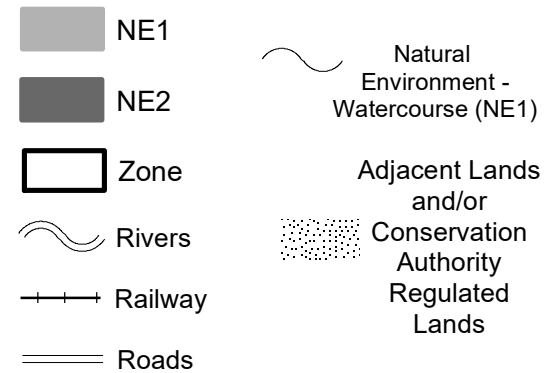 NE1
NE2
Zone
Rivers
Railway
Roads
Natural
Environment -
Watercourse (NE1)
Adjacent Lands
and/or
Conservation
Authority
Regulated
Lands